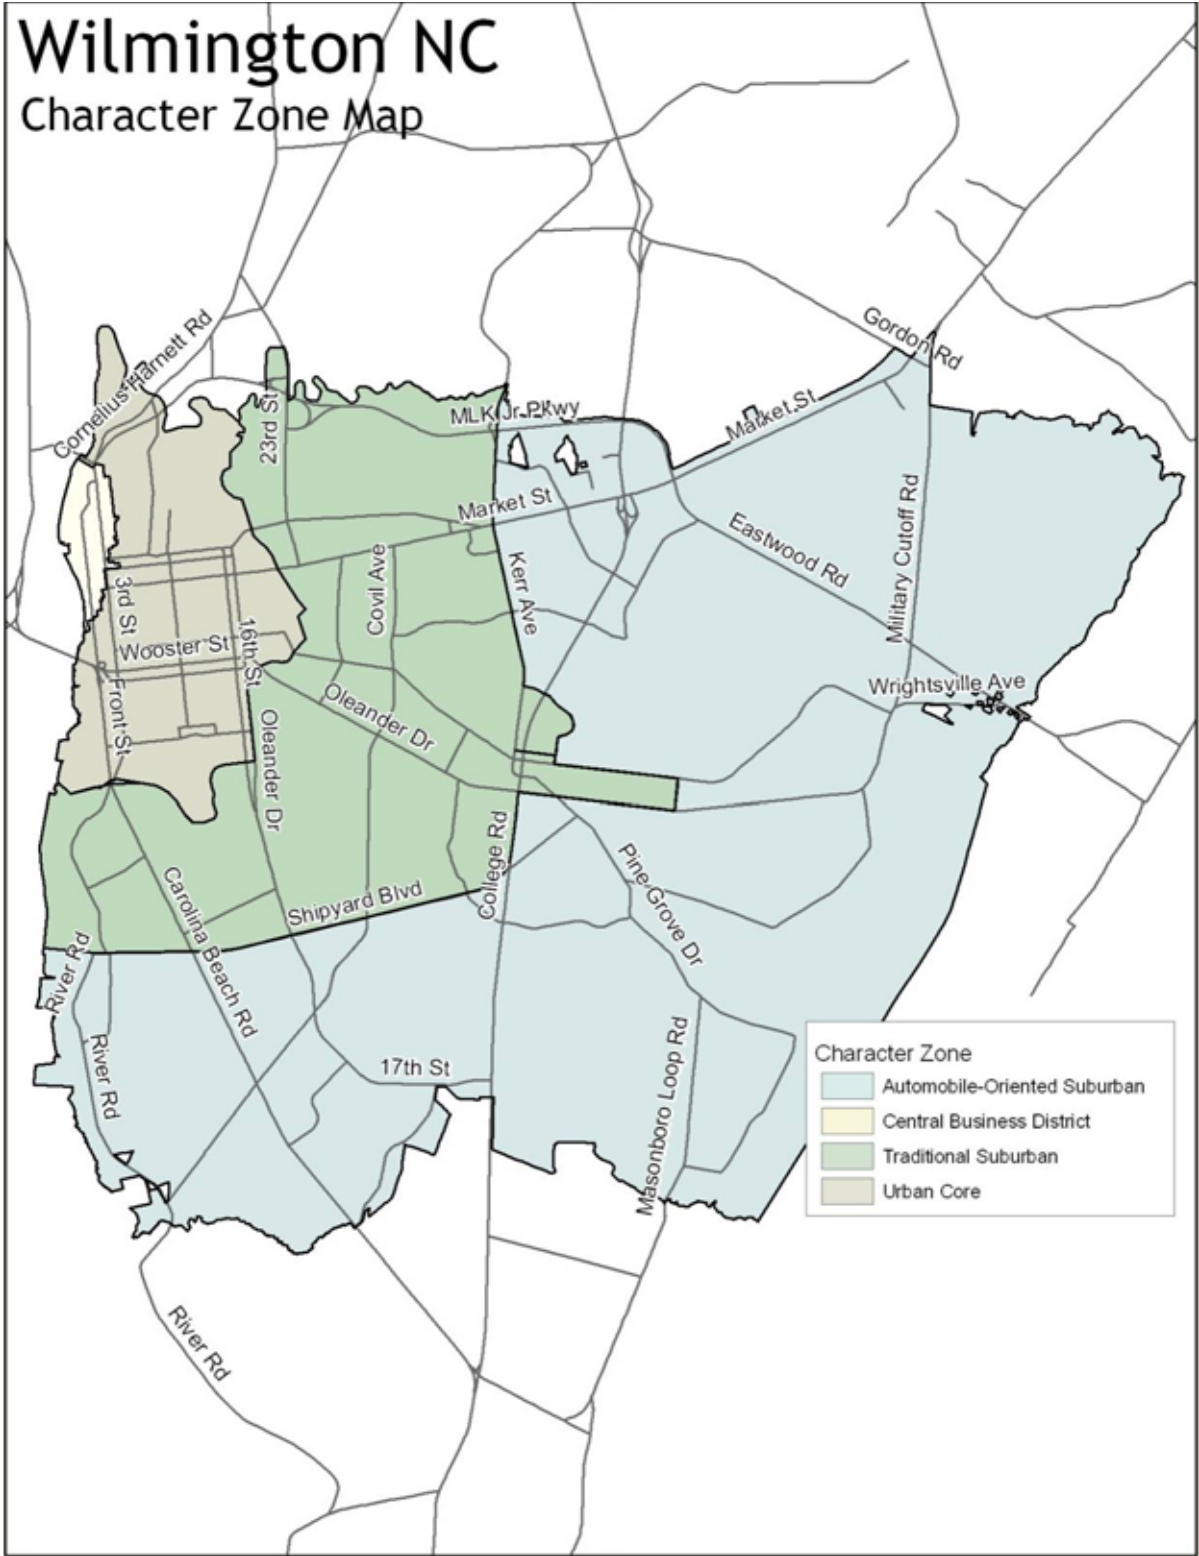 Wilmington NC
Character Zone Map
Cornelius Harnett Rd
Gordon Rd
23rd St
MLK Jr Pkwy
Market St
Market St
Eastwood Rd
Military Cutoff Rd
Covil Ave
Kerr Ave
3rd St
Wooster St
16th St
Wrightsville Ave
Front St
Oleander Dr
Oleander Dr
College Rd
Pine Grove Dr
Carolina Beach Rd
Shipyard Blvd
River Rd
River Rd
17th St
Masonboro Loop Rd
Character Zone
Automobile-Oriented Suburban
Central Business District
Traditional Suburban
Urban Core
River Rd